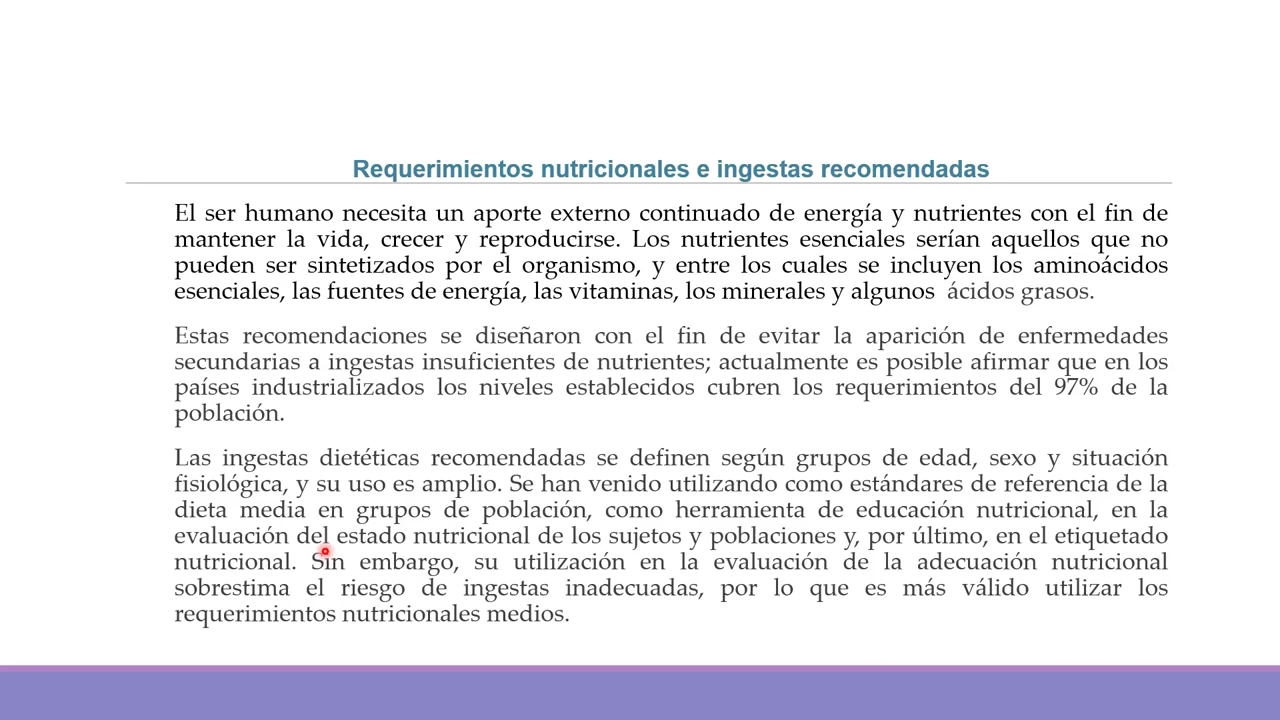 Requerimientos nutricionales e ingestas recomendadas
El ser humano necesita un aporte externo continuado de energía y nutrientes con el fin de
mantener la vida, crecer y reproducirse. Los nutrientes esenciales serían aquellos que no
pueden ser sintetizados por el organismo, y entre los cuales se incluyen los aminoácidos
esenciales, las fuentes de energía, las vitaminas, los minerales y algunos ácidos grasos.
Estas recomendaciones se diseñaron con el fin de evitar la aparición de enfermedades
secundarias a ingestas insuficientes de nutrientes; actualmente es posible afirmar que en los
países industrializados los niveles establecidos cubren los requerimientos del 97% de la
población.
Las ingestas dietéticas recomendadas se definen según grupos de edad, sexo y situación
fisiológica, y su uso es amplio. Se han venido utilizando como estándares de referencia de la
dieta media en grupos de población, como herramienta de educación nutricional, en la
evaluación del estado nutricional de los sujetos y poblaciones y, por último, en el etiquetado
nutricional. Sin embargo, su utilización en la evaluación de la adecuación nutricional
sobrestima el riesgo de ingestas inadecuadas, por lo que es más válido utilizar los
requerimientos nutricionales medios.